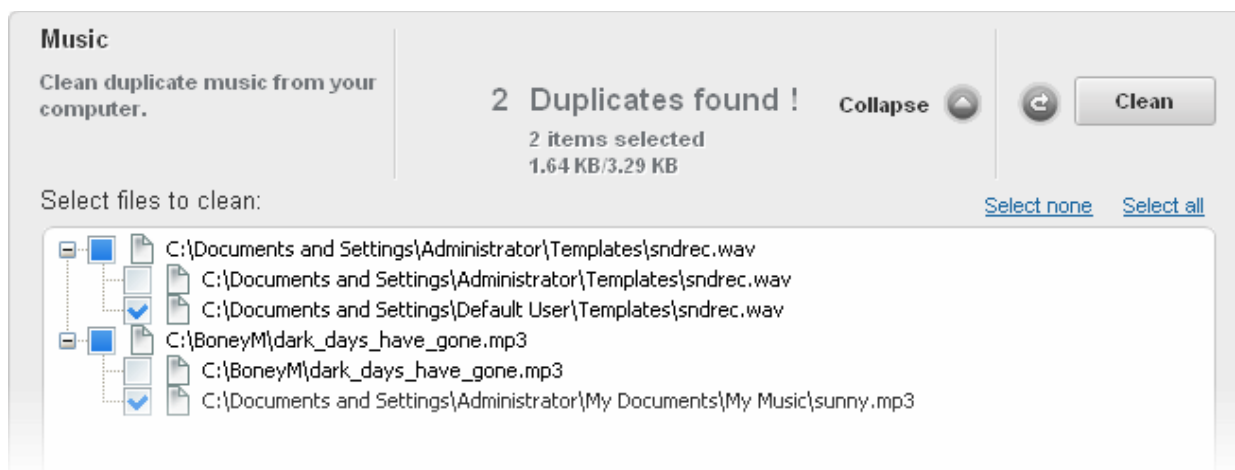 Music
Clean duplicate music from your
computer.
2 Duplicates found !
2 items selected
1.64 KB/3.29 KB
Collapse
Clean
Select files to clean:
Select none
Select all
C:\Documents and Settings\Administrator\Templates\sndrec.wav
C:\Documents and Settings\Administrator\Templates\sndrec.wav
C:\Documents and Settings\Default User\Templates\sndrec.wav
C:\BoneyM\dark_days_have_gone.mp3
C:\BoneyM\dark_days_have_gone.mp3
C:\Documents and Settings\Administrator\My Documents\My Music\sunny.mp3